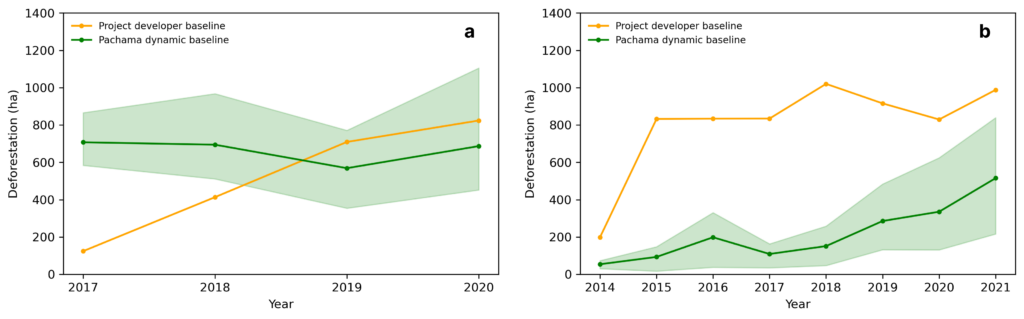 1400
1200
1000
800
600
400
200
0
Deforestation (ha)
Project developer baseline
Pachama dynamic baseline
a
2017 2018 2019 2020
Year
1400
1200
1000
800
600
400
200
0
Deforestation (ha)
Project developer baseline
Pachama dynamic baseline
b
2014 2015 2016 2017 2018 2019 2020 2021
Year